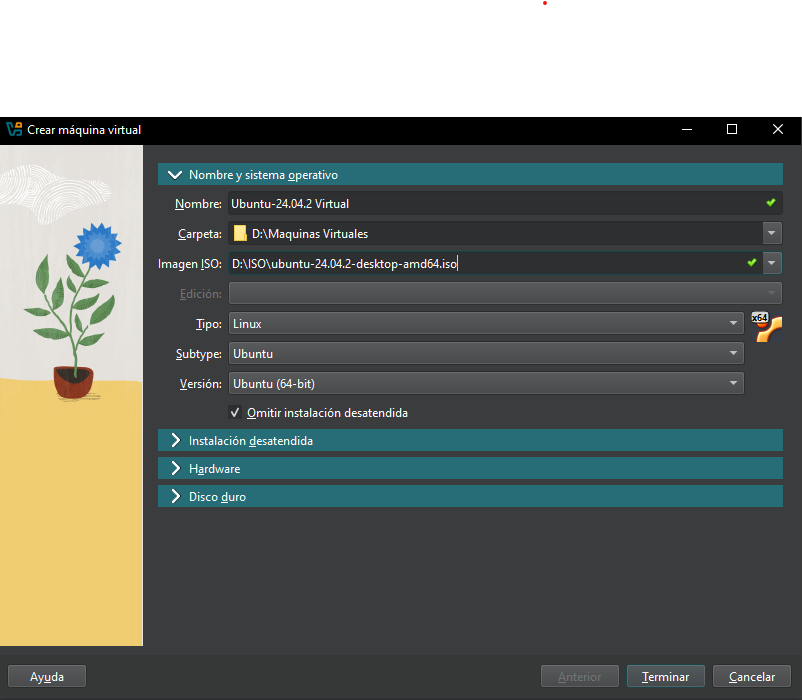 Crear máquina virtual
Nombre y sistema operativo
Nombre: Ubuntu-24.04.2 Virtual
Carpeta: D:\Maquinas Virtuales
Imagen ISO: D:\ISO\ubuntu-24.04.2-desktop-amd64.iso
Edición:
Tipo: Linux
x64
Subtype: Ubuntu
Versión: Ubuntu (64-bit)
Omitir instalación desatendida
Instalación desatendida
Hardware
Disco duro
Ayuda Anterior Terminar Cancelar